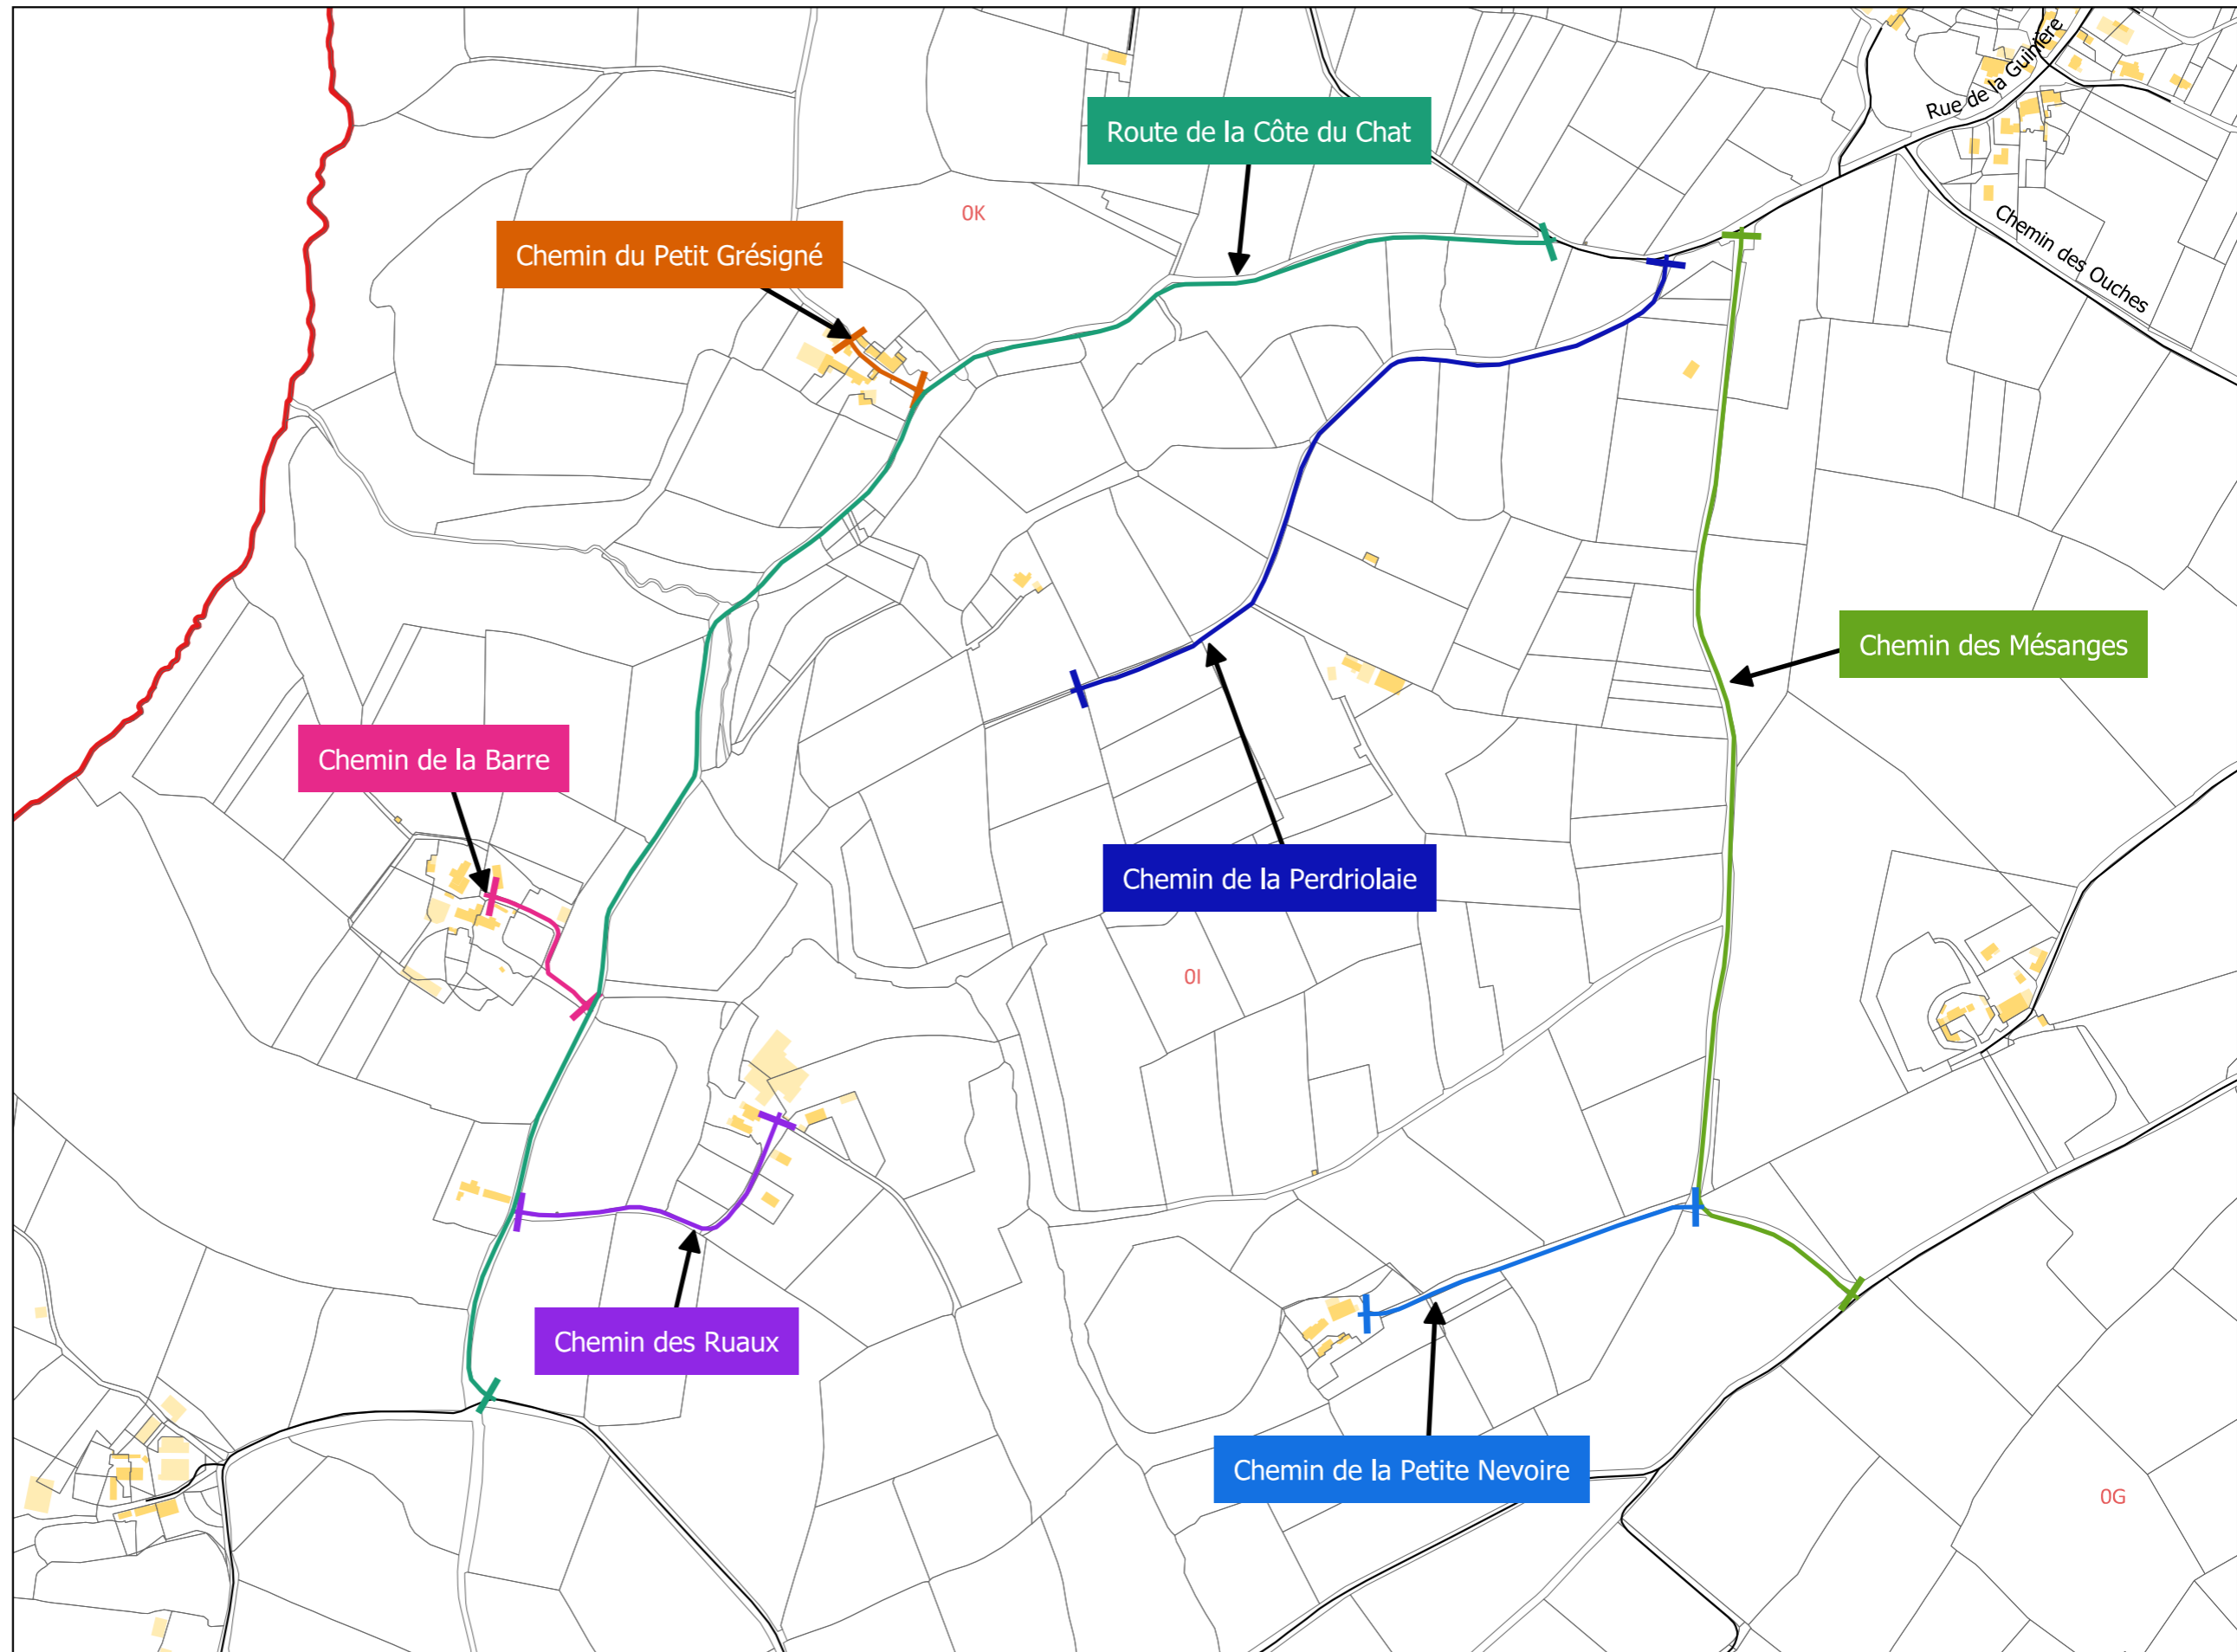 Rue de la Guinière
Route de la Côte du Chat
0K
Chemin du Petit Grésigné
Chemin des Ouches
Chemin des Mésanges
Chemin de la Barre
Chemin de la Perdriolaie
0I
Chemin des Ruaux
Chemin de la Petite Nevoire
0G